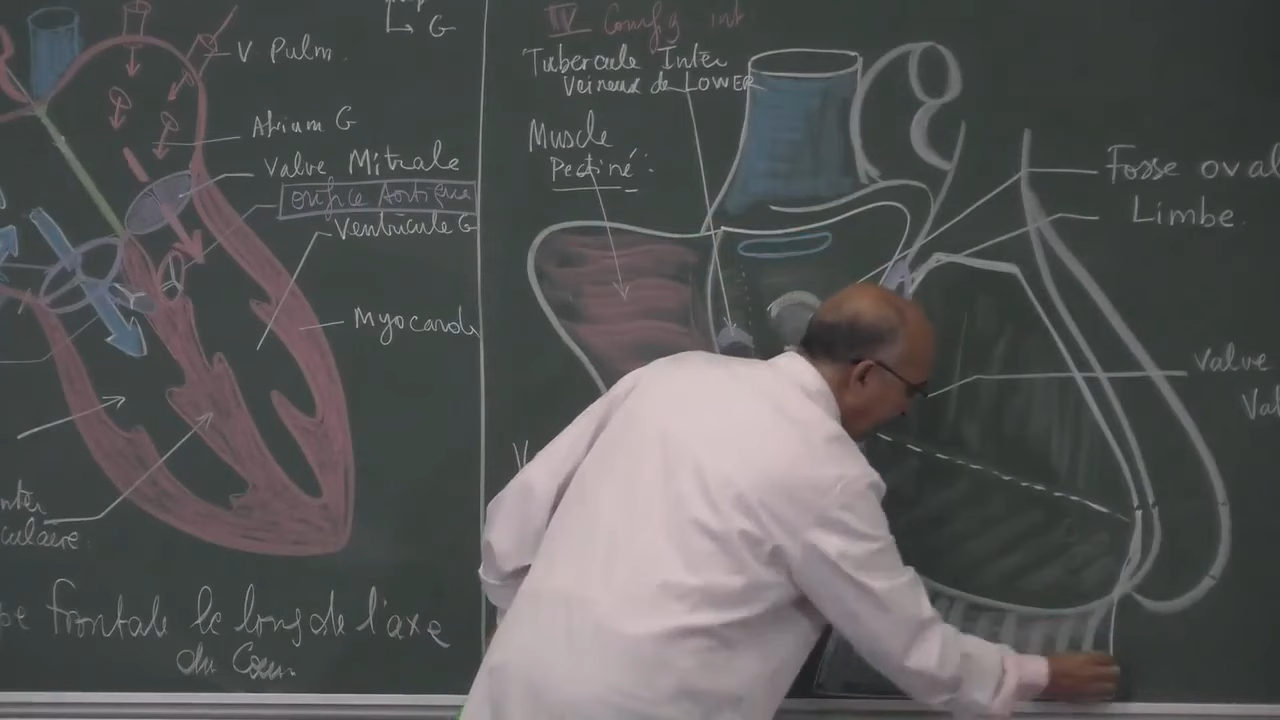 G
V Pulm.
Atrium G
Valve Mitrale
orifice Aortique
Ventricule G
Myocarde
culaire.
frontale le long de l'axe
du Cœur
IV Config int
Tubercule Inter
Veineux de LOWER
Muscle
Pectiné :
Fosse oval
Limbe.
Valve
Val
V